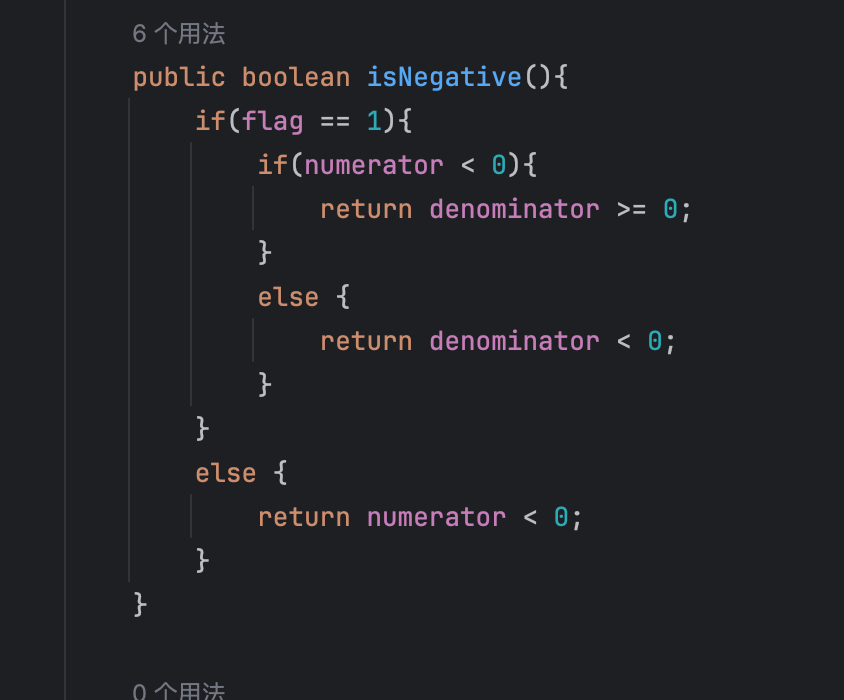 6 个用法
public boolean isNegative(){
    if(flag == 1){
        if(numerator < 0){
            return denominator >= 0;
        }
        else {
            return denominator < 0;
        }
    }
    else {
        return numerator < 0;
    }
}
0 个用法